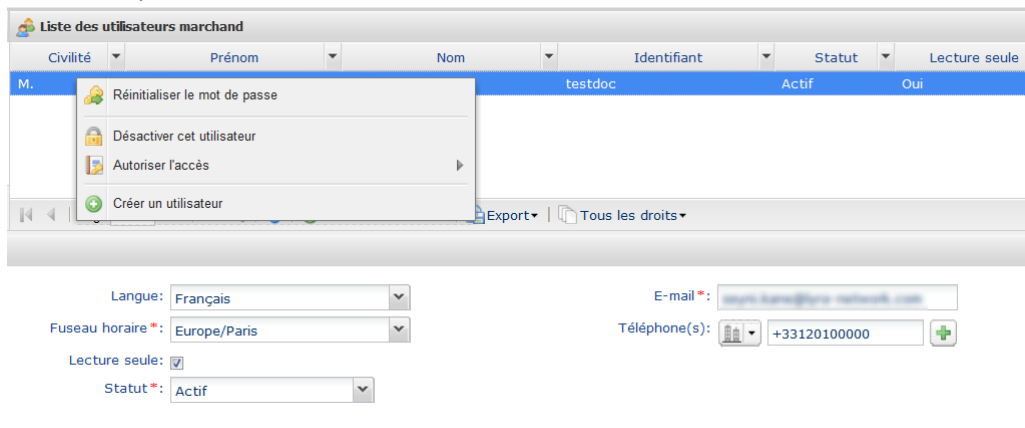 Liste des utilisateurs marchand
Civilité Prénom Nom Identifiant Statut Lecture seule
M. testdoc Actif Oui
Réinitialiser le mot de passe
Désactiver cet utilisateur
Autoriser l'accès
Créer un utilisateur
Export Tous les droits
Langue: Français E-mail*:
Fuseau horaire*: Europe/Paris Téléphone(s): +33120100000
Lecture seule:
Statut*: Actif